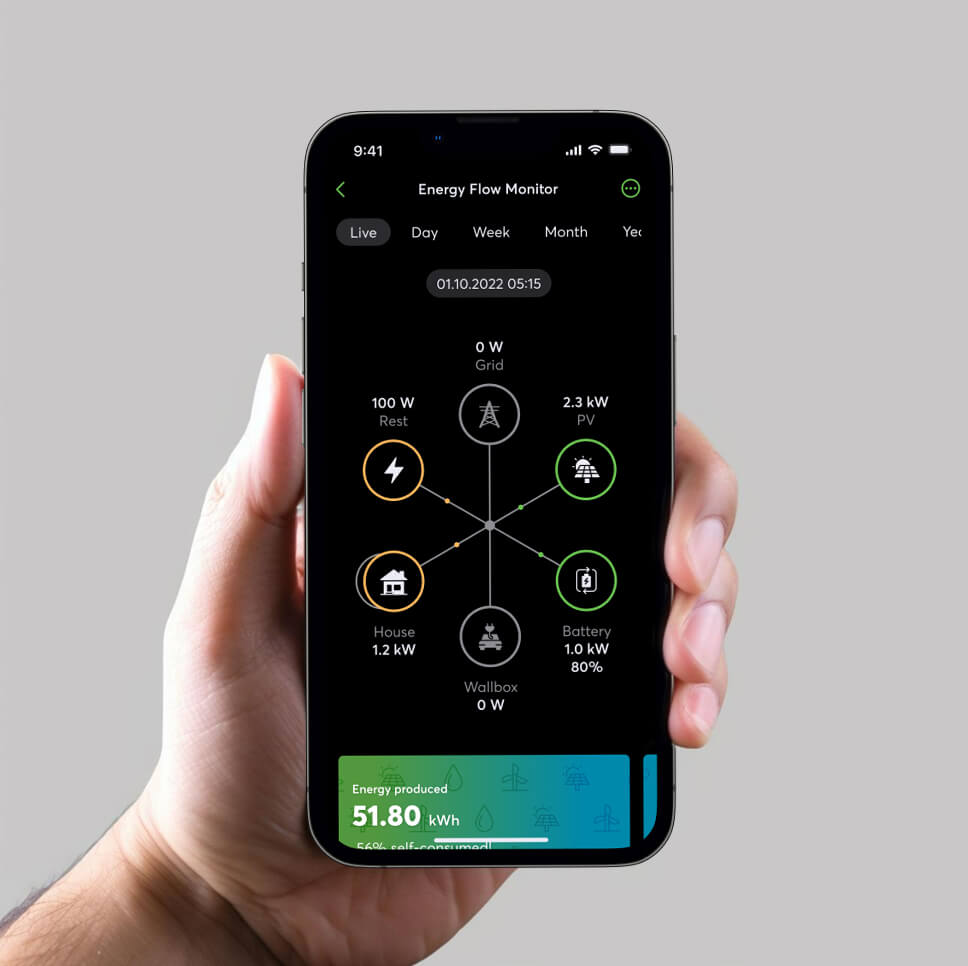 9:41
Energy Flow Monitor
Live Day Week Month
01.10.2022 05:15
0 W
Grid
100 W
Rest
2.3 kW
PV
House
1.2 kW
Battery
1.0 kW
80%
Wallbox
0 W
Energy produced
51.80 kWh
56% self-consumed!